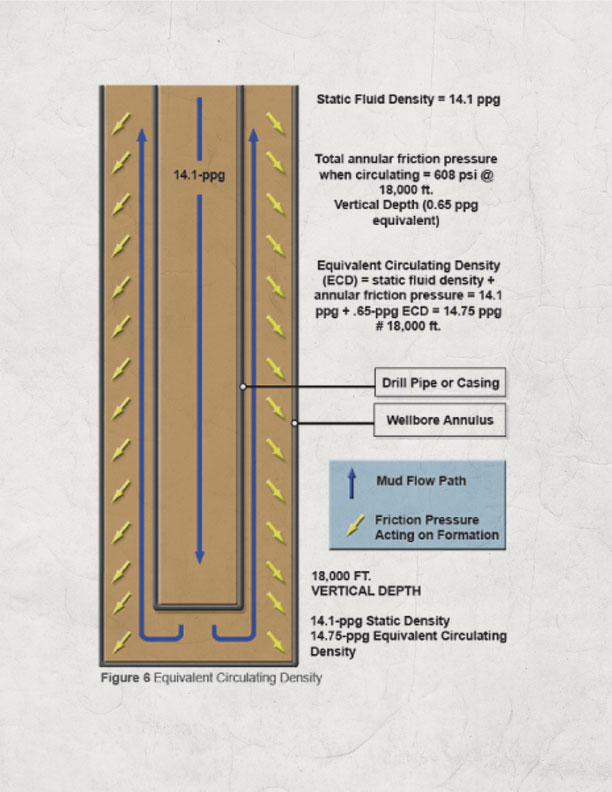 Static Fluid Density = 14.1 ppg
14.1-ppg
Total annular friction pressure
when circulating = 608 psi @
18,000 ft.
Vertical Depth (0.65 ppg
equivalent)
Equivalent Circulating Density
(ECD) = static fluid density +
annular friction pressure = 14.1
ppg + .65-ppg ECD = 14.75 ppg
# 18,000 ft.
Drill Pipe or Casing
Wellbore Annulus
Mud Flow Path
Friction Pressure
Acting on Formation
18,000 FT.
VERTICAL DEPTH
14.1-ppg Static Density
14.75-ppg Equivalent Circulating
Density
Figure 6 Equivalent Circulating Density